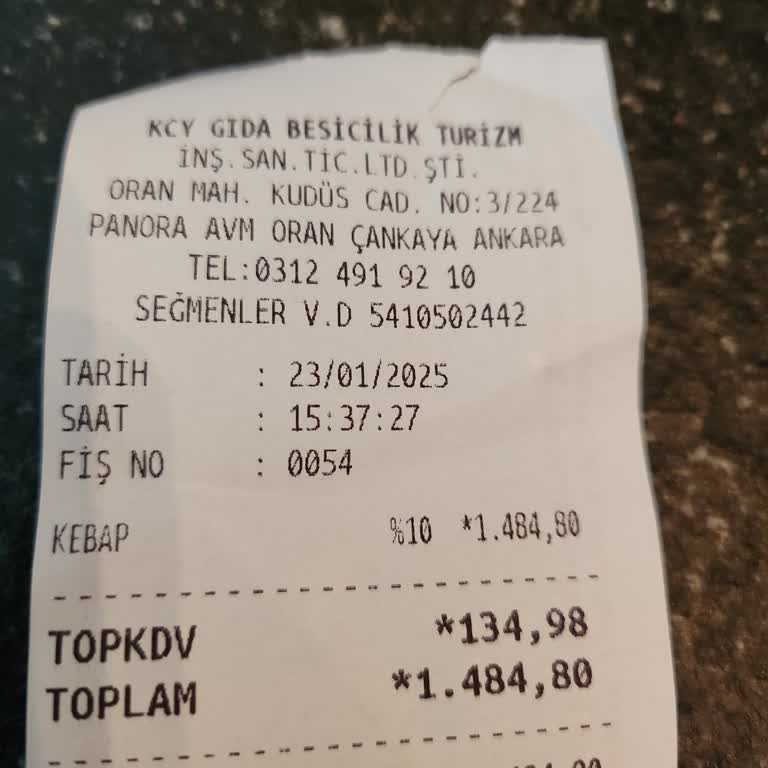 KCY GIDA BESİCİLİK TURİZM
İNŞ.SAN.TİC.LTD.ŞTİ.
ORAN MAH. KUDÜS CAD. NO:3/224
PANORA AVM ORAN ÇANKAYA ANKARA
TEL:0312 491 92 10
SEĞMENLER V.D 5410502442
TARİH : 23/01/2025
SAAT : 15:37:27
FİŞ NO : 0054
KEBAP %10 *1.484,80
TOPKDV *134,98
TOPLAM *1.484,80